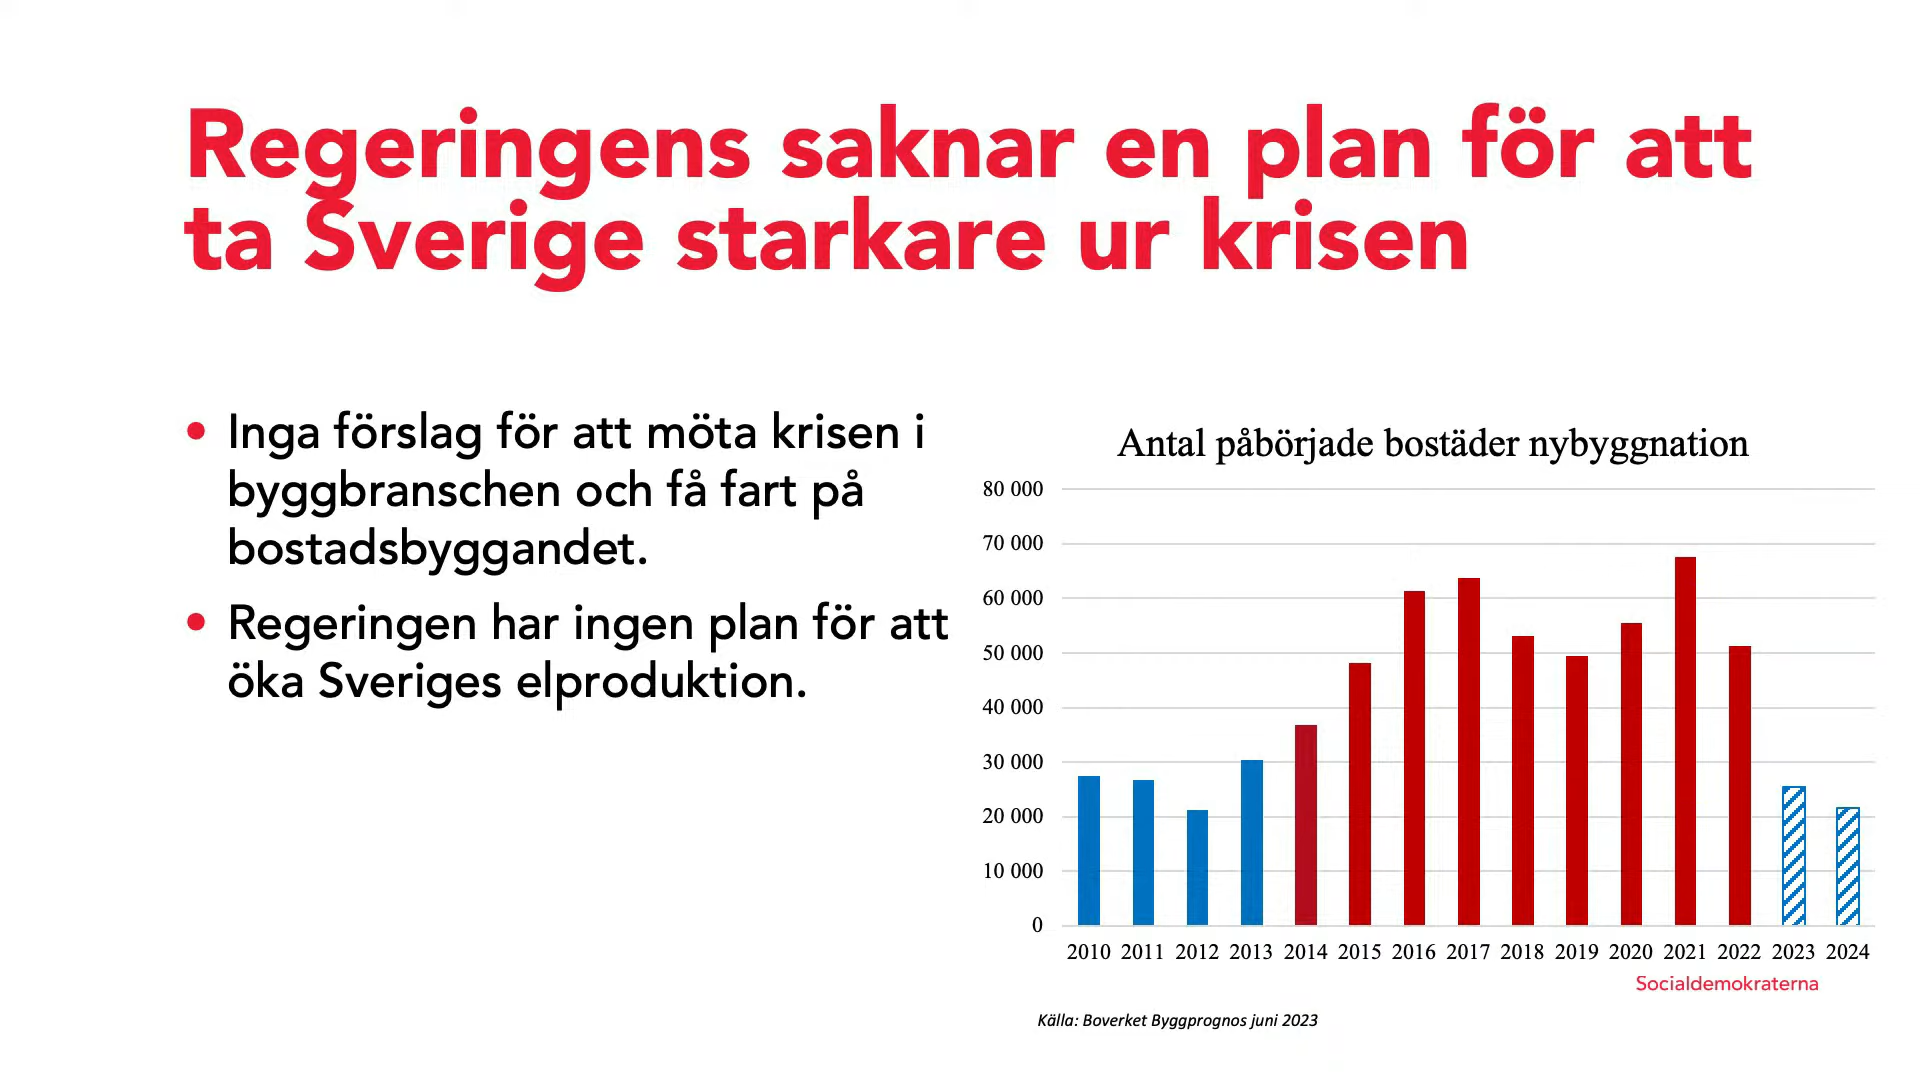 Regeringens saknar en plan för att
ta Sverige starkare ur krisen
• Inga förslag för att möta krisen i
byggbranschen och få fart på
bostadsbyggandet.
• Regeringen har ingen plan för att
öka Sveriges elproduktion.
Antal påbörjade bostäder nybyggnation
80 000
70 000
60 000
50 000
40 000
30 000
20 000
10 000
0
2010 2011 2012 2013 2014 2015 2016 2017 2018 2019 2020 2021 2022 2023 2024
Socialdemokraterna
Källa: Boverket Byggprognos juni 2023